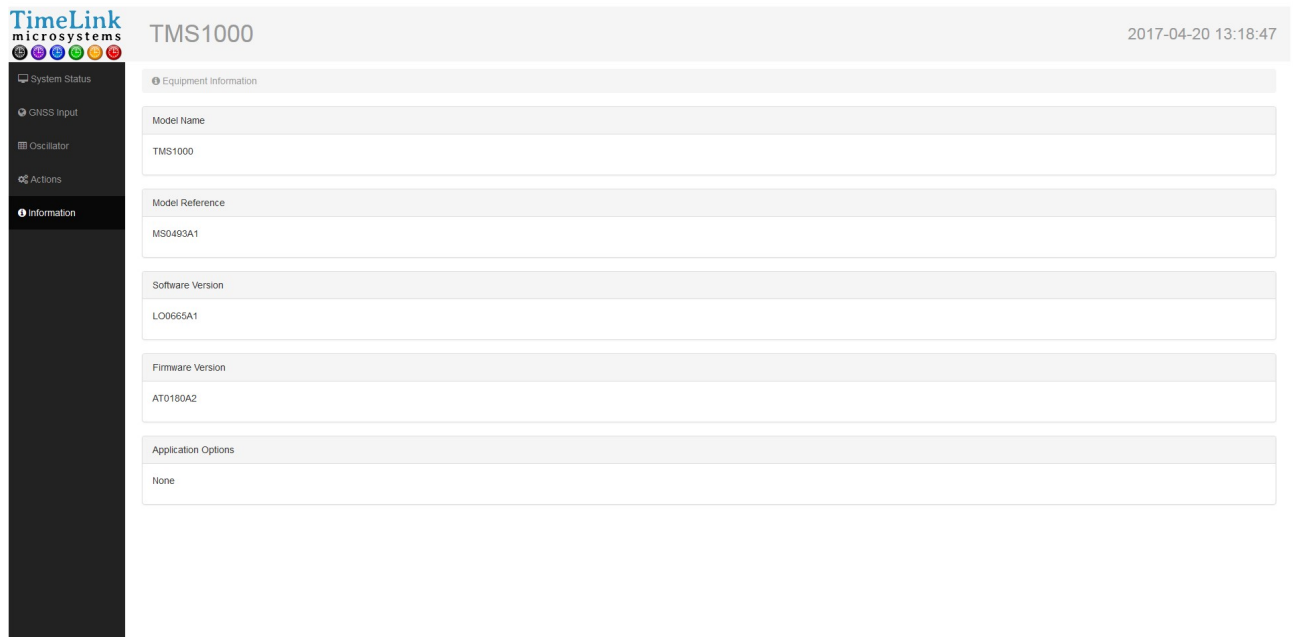 TimeLink
microsystems
TMS1000
2017-04-20 13:18:47
System Status
GNSS Input
Oscillator
Actions
Information
Equipment Information
Model Name
TMS1000
Model Reference
MS0493A1
Software Version
LO0665A1
Firmware Version
AT0180A2
Application Options
None